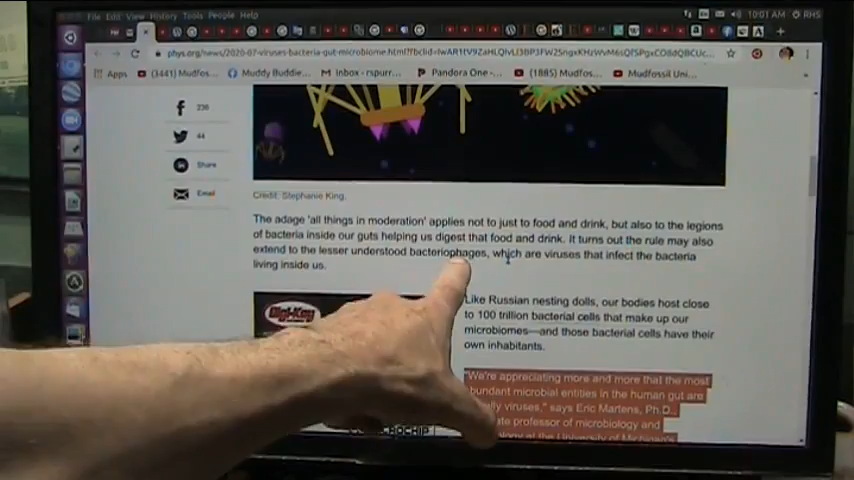 File Edit View History Tools People Help
10:01 AM RHS
phys.org/news/2020-07-viruses-bacteria-gut-microbiome.html?fbclid=
Apps (3441) Mudfos... Muddy Buddie... Inbox - rspurr... Pandora One -... (1885) Mudfos... Mudfossil Uni...
236
44
Share
Email
Credit: Stephanie King.
The adage 'all things in moderation' applies not to just to food and drink, but also to the legions
of bacteria inside our guts helping us digest that food and drink. It turns out the rule may also
extend to the lesser understood bacteriophages, which are viruses that infect the bacteria
living inside us.
Digi-Key
Like Russian nesting dolls, our bodies host close
to 100 trillion bacterial cells that make up our
microbiomes—and those bacterial cells have their
own inhabitants.
"We're appreciating more and more that the most
abundant microbial entities in the human gut are
viruses," says Eric Martens, Ph.D.,
professor of microbiology and
at the University of Michigan's